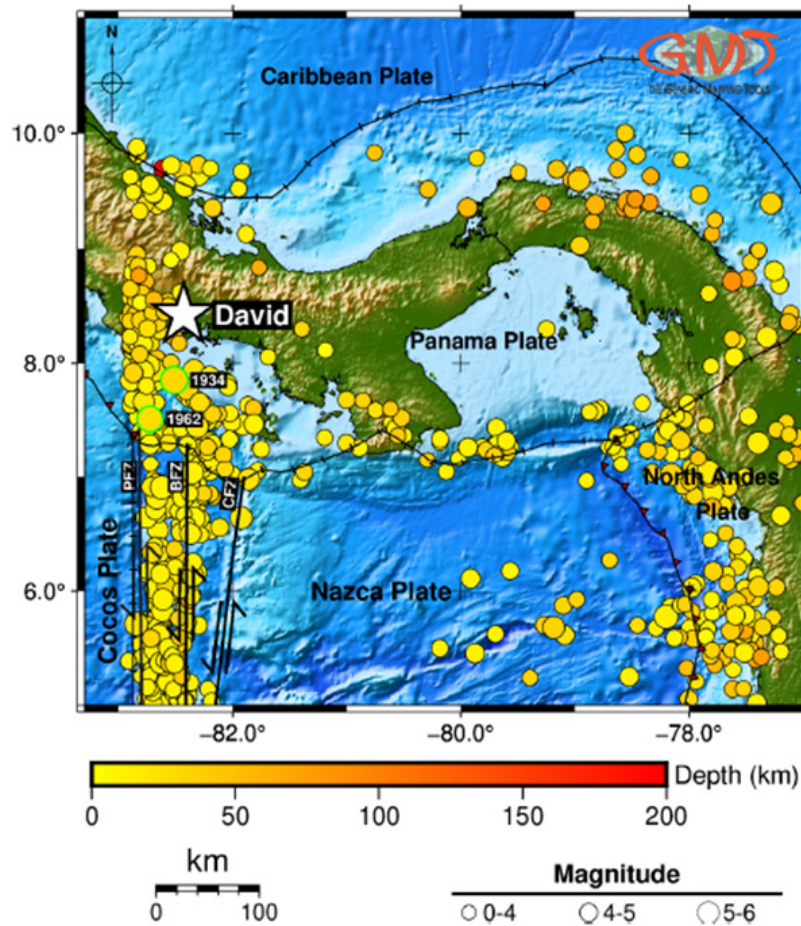 N
GMT
THE GENERIC MAPPING TOOLS
Caribbean Plate
10.0°
David
Panama Plate
8.0°
1934
1962
PFZ
BFZ
CFZ
North Andes
Plate
Cocos Plate
Nazca Plate
6.0°
−82.0°
−80.0°
−78.0°
Depth (km)
0
50
100
150
200
km
0
100
Magnitude
0-4
4-5
5-6